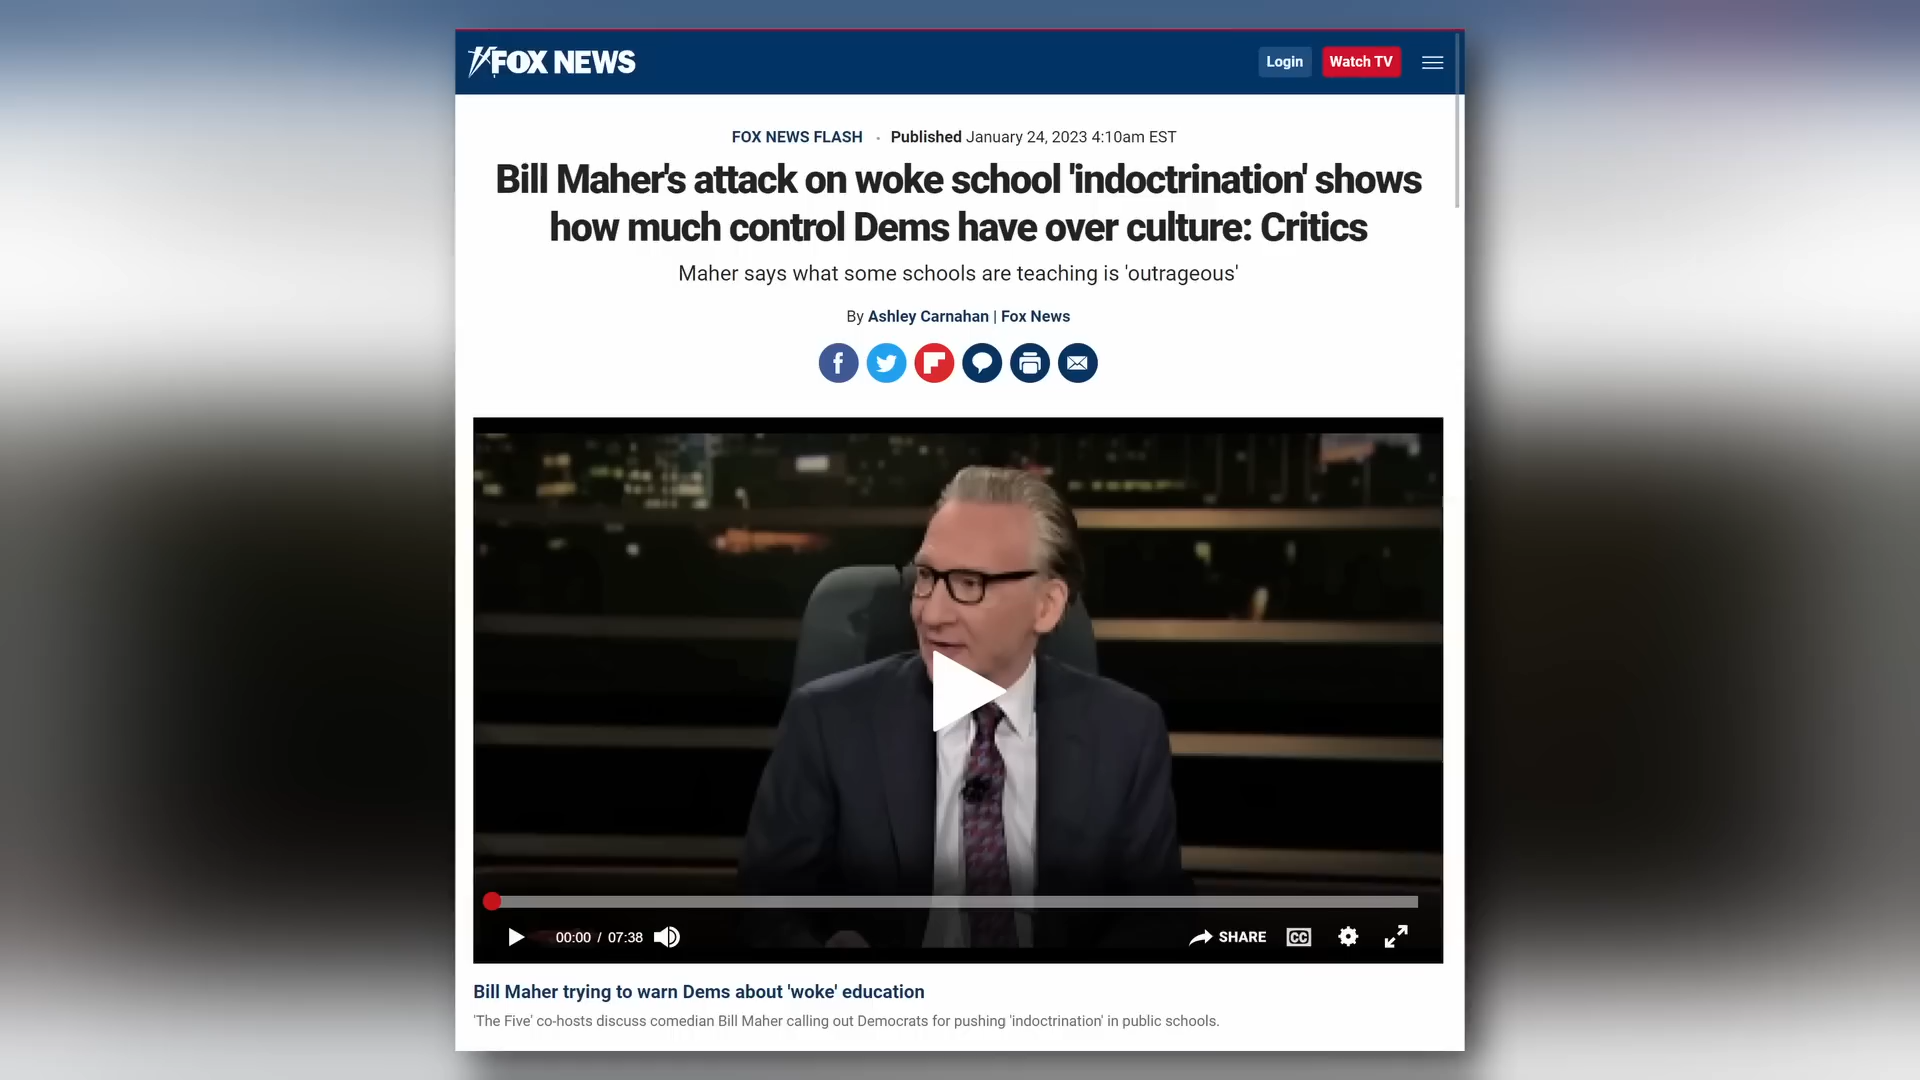 FOX NEWS
Login
Watch TV
FOX NEWS FLASH · Published January 24, 2023 4:10am EST
Bill Maher's attack on woke school 'indoctrination' shows
how much control Dems have over culture: Critics
Maher says what some schools are teaching is 'outrageous'
By Ashley Carnahan | Fox News
00:00 / 07:38
SHARE
CC
Bill Maher trying to warn Dems about 'woke' education
'The Five' co-hosts discuss comedian Bill Maher calling out Democrats for pushing 'indoctrination' in public schools.